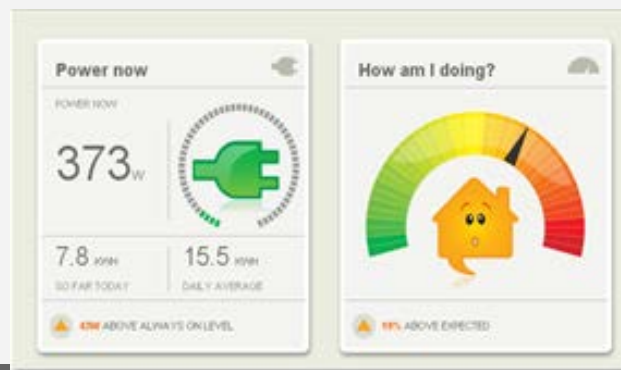 Power now
POWER NOW
373W
7.8 KWH
SO FAR TODAY
15.5 KWH
DAILY AVERAGE
ABOVE ALWAYS ON LEVEL
How am I doing?
ABOVE EXPECTED